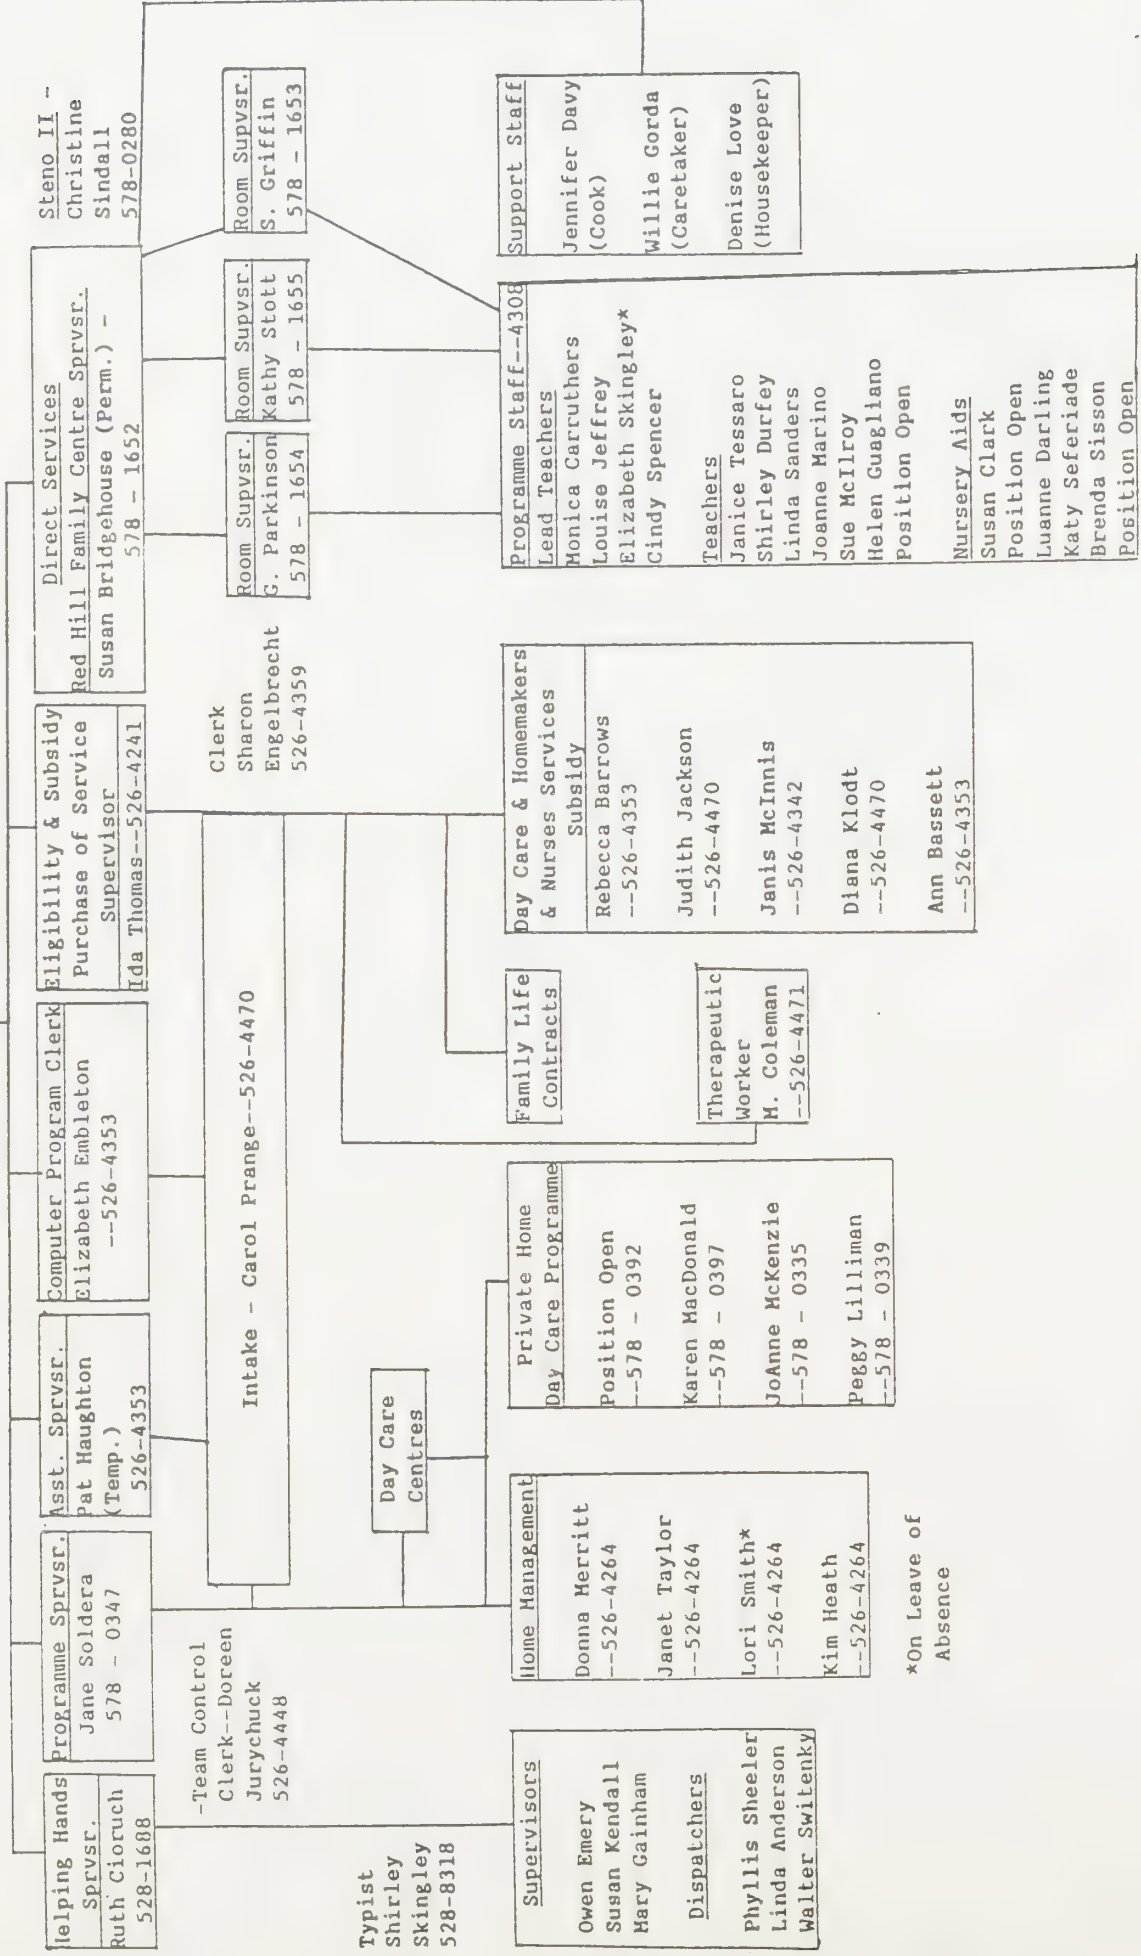 Helping Hands
Sprvsr.
Ruth Cioruch
528-1688
Programme Sprvsr.
Jane Soldera
578 - 0347
Asst. Sprvsr.
Pat Haughton
(Temp.)
526-4353
Computer Program Clerk
Elizabeth Embleton
--526-4353
Eligibility & Subsidy
Purchase of Service
Supervisor
Ida Thomas--526-4241
Direct Services
Red Hill Family Centre Sprvsr.
Susan Bridgehouse (Perm.) -
578 - 1652
Steno II -
Christine
Sindall
578-0280
-Team Control
Clerk--Doreen
Jurychuck
526-4448
Intake - Carol Prange--526-4470
Clerk
Sharon
Engelbrecht
526-4359
Room Supvsr.
G. Parkinson
578 - 1654
Room Supvsr.
Kathy Stott
578 - 1655
Room Supvsr.
S. Griffin
578 - 1653
Typist
Shirley
Skingley
528-8318
Day Care
Centres
Supervisors
Owen Emery
Susan Kendall
Mary Gainham
Dispatchers
Phyllis Sheeler
Linda Anderson
Walter Switenky
Home Management
Donna Merritt
--526-4264
Janet Taylor
--526-4264
Lori Smith*
--526-4264
Kim Heath
--526-4264
*On Leave of
Absence
Private Home
Day Care Programme
Position Open
--578 - 0392
Karen MacDonald
--578 - 0397
JoAnne McKenzie
--578 - 0335
Peggy Lilliman
--578 - 0339
Family Life
Contracts
Therapeutic
Worker
M. Coleman
--526-4471
Day Care & Homemakers
& Nurses Services
Subsidy
Rebecca Barrows
--526-4353
Judith Jackson
--526-4470
Janis McInnis
--526-4342
Diana Klodt
--526-4470
Ann Bassett
--526-4353
Programme Staff--4308
Lead Teachers
Monica Carruthers
Louise Jeffrey
Elizabeth Skingley*
Cindy Spencer
Teachers
Janice Tessaro
Shirley Durfey
Linda Sanders
Joanne Marino
Sue McIlroy
Helen Guagliano
Position Open
Nursery Aids
Susan Clark
Position Open
Luanne Darling
Katy Seferiade
Brenda Sisson
Position Open
Support Staff
Jennifer Davy
(Cook)
Willie Gorda
(Caretaker)
Denise Love
(Housekeeper)